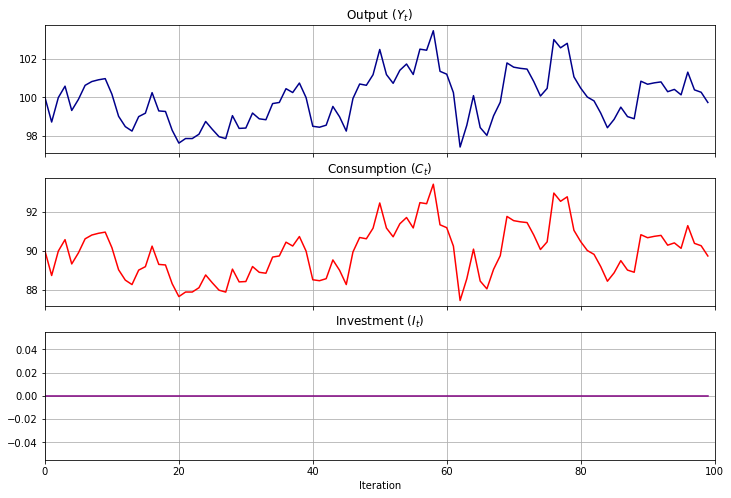 Output (Y_t)
102
100
98
Consumption (C_t)
92
90
88
Investment (I_t)
0.04
0.02
0.00
−0.02
−0.04
0 20 40 60 80 100
Iteration